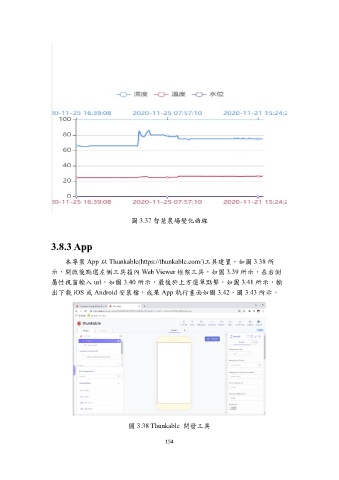 濕度 溫度 水位
20-11-25 16:39:08 2020-11-25 07:57:10 2020-11-21 15:24:2
100
80
60
40
20
0
20-11-25 16:39:08 2020-11-25 07:57:10 2020-11-21 15:24:2
圖 3.37 智慧農場變化曲線
3.8.3 App
本專案 App 以 Thunkable(https://thunkable.com/)工具建置，如圖 3.38 所
示，開啟後點選左側工具箱內 Web Viewer 框架工具，如圖 3.39 所示，在右側
屬性視窗輸入 url，如圖 3.40 所示，最後於上方選單點擊，如圖 3.41 所示，輸
出下載 iOS 或 Android 安裝檔，成果 App 執行畫面如圖 3.42、圖 3.43 所示。
thunkable
圖 3.38 Thunkable 開發工具
154